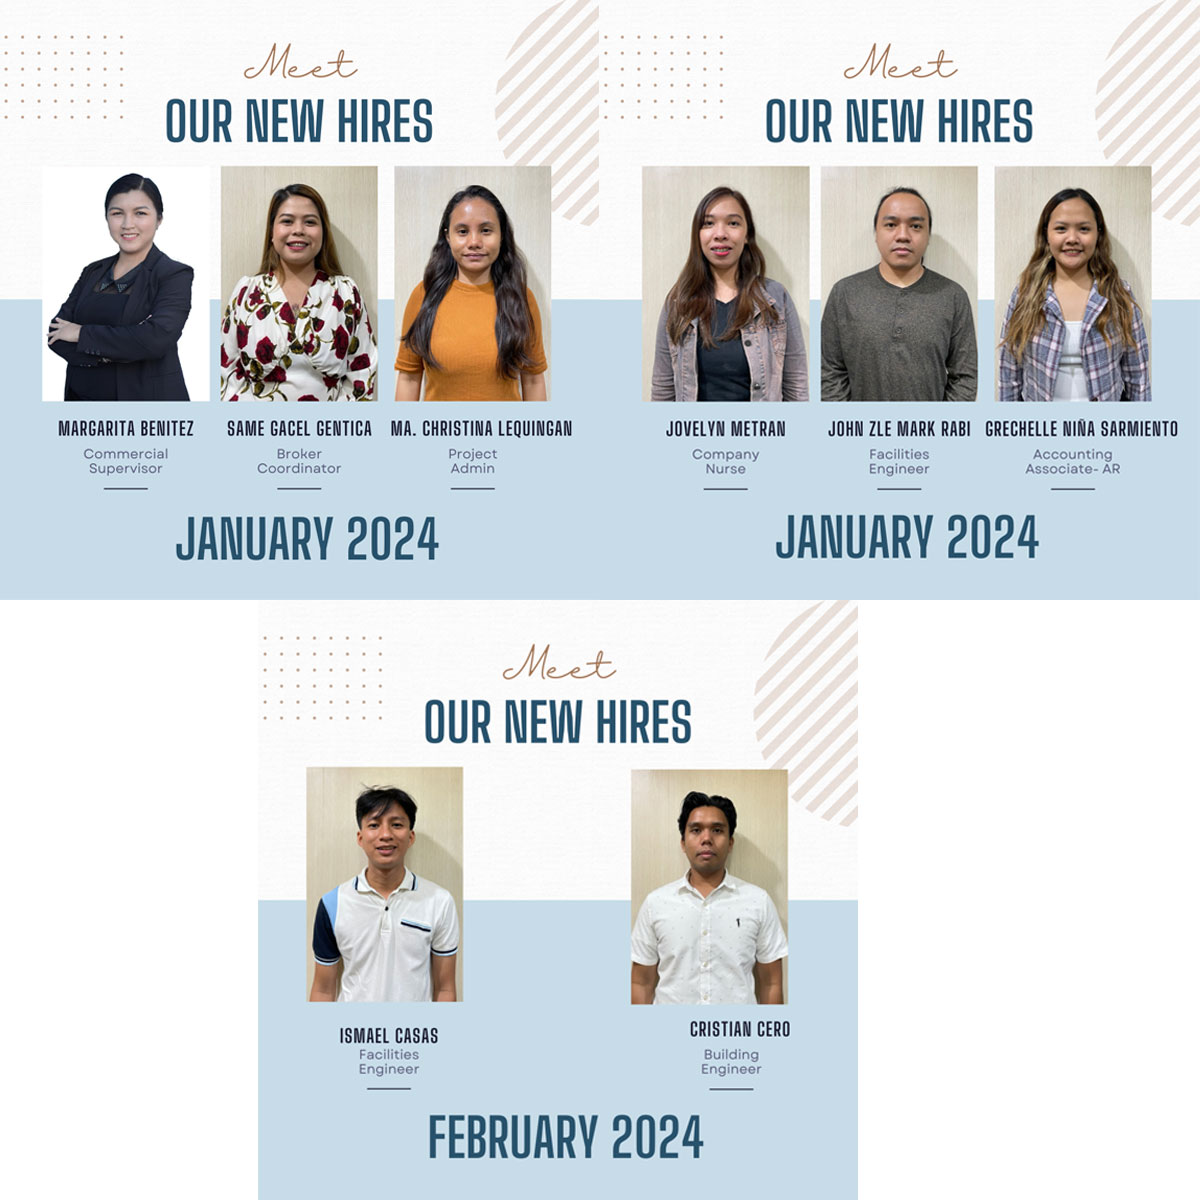 Meet
OUR NEW HIRES
MARGARITA BENITEZ
Commercial
Supervisor
SAME GACEL GENTICA
Broker
Coordinator
MA. CHRISTINA LEQUINGAN
Project
Admin
JANUARY 2024
Meet
OUR NEW HIRES
JOVELYN METRAN
Company
Nurse
JOHN ZLE MARK RABI
Facilities
Engineer
GRECHELLE NIÑA SARMIENTO
Accounting
Associate- AR
JANUARY 2024
Meet
OUR NEW HIRES
ISMAEL CASAS
Facilities
Engineer
CRISTIAN CERO
Building
Engineer
FEBRUARY 2024